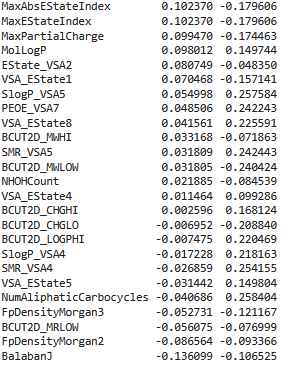 MaxAbsEStateIndex 0.102370 -0.179606
MaxEStateIndex 0.102370 -0.179606
MaxPartialCharge 0.099470 -0.174463
MolLogP 0.098012 0.149744
EState_VSA2 0.080749 -0.048350
VSA_EState1 0.070468 -0.157141
SlogP_VSA5 0.054998 0.257584
PEOE_VSA7 0.048506 0.242243
VSA_EState8 0.041561 0.225591
BCUT2D_MWHI 0.033168 -0.071863
SMR_VSA5 0.031809 0.242443
BCUT2D_MWLOW 0.031805 -0.240424
NHOHCount 0.021885 -0.084539
VSA_EState4 0.011464 0.099286
BCUT2D_CHGHI 0.002596 0.168124
BCUT2D_CHGLO -0.006952 -0.208840
BCUT2D_LOGPHI -0.007475 0.220469
SlogP_VSA4 -0.017228 0.218163
SMR_VSA4 -0.026859 0.254155
VSA_EState5 -0.031442 0.149804
NumAliphaticCarbocycles -0.040686 0.258404
FpDensityMorgan3 -0.052731 -0.121167
BCUT2D_MRLOW -0.056075 -0.076999
FpDensityMorgan2 -0.086564 -0.093366
BalabanJ -0.136099 -0.106525